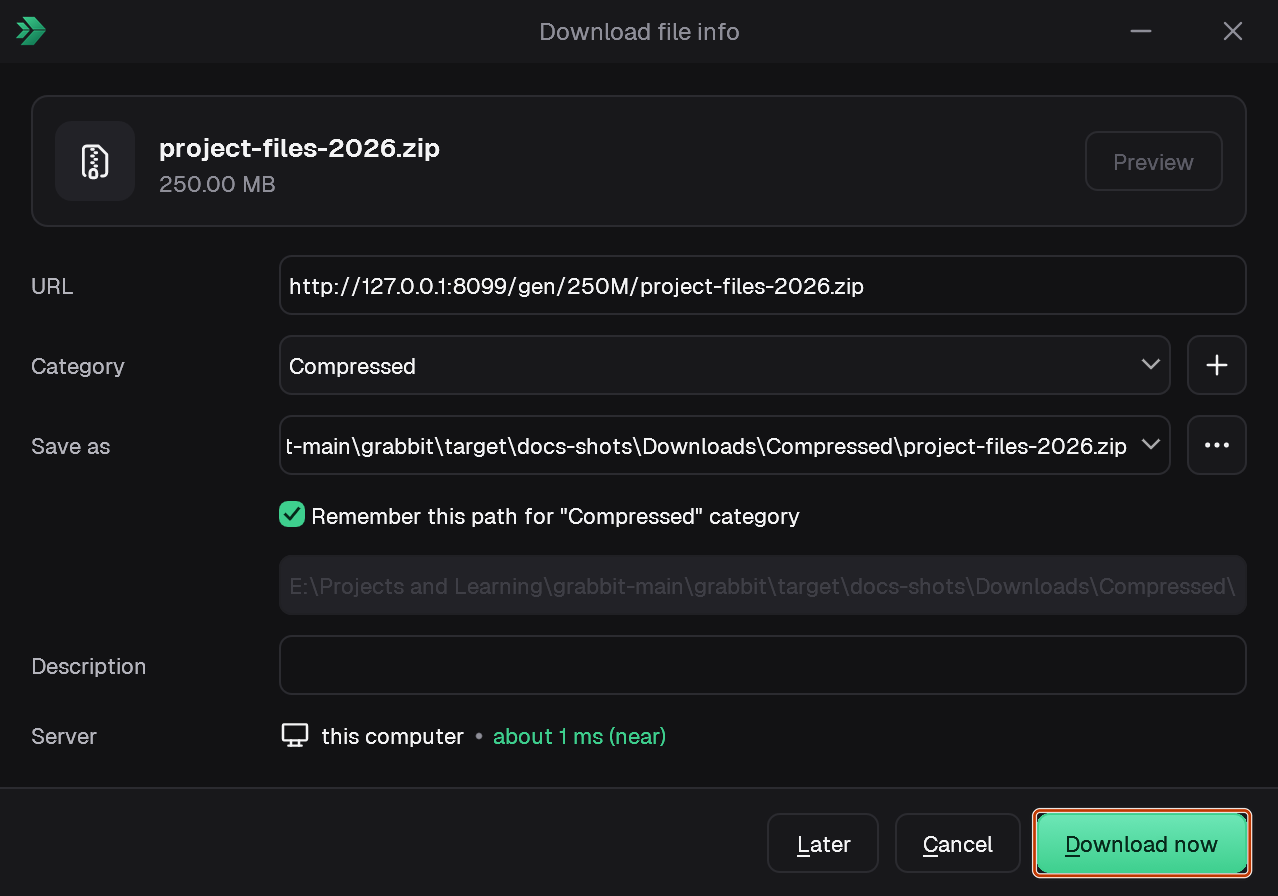 Download file info
project-files-2026.zip
250.00 MB
Preview
URL
http://127.0.0.1:8099/gen/250M/project-files-2026.zip
Category
Compressed
Save as
t-main\grabbit\target\docs-shots\Downloads\Compressed\project-files-2026.zip
Remember this path for "Compressed" category
E:\Projects and Learning\grabbit-main\grabbit\target\docs-shots\Downloads\Compressed\
Description
Server
this computer • about 1 ms (near)
Later
Cancel
Download now